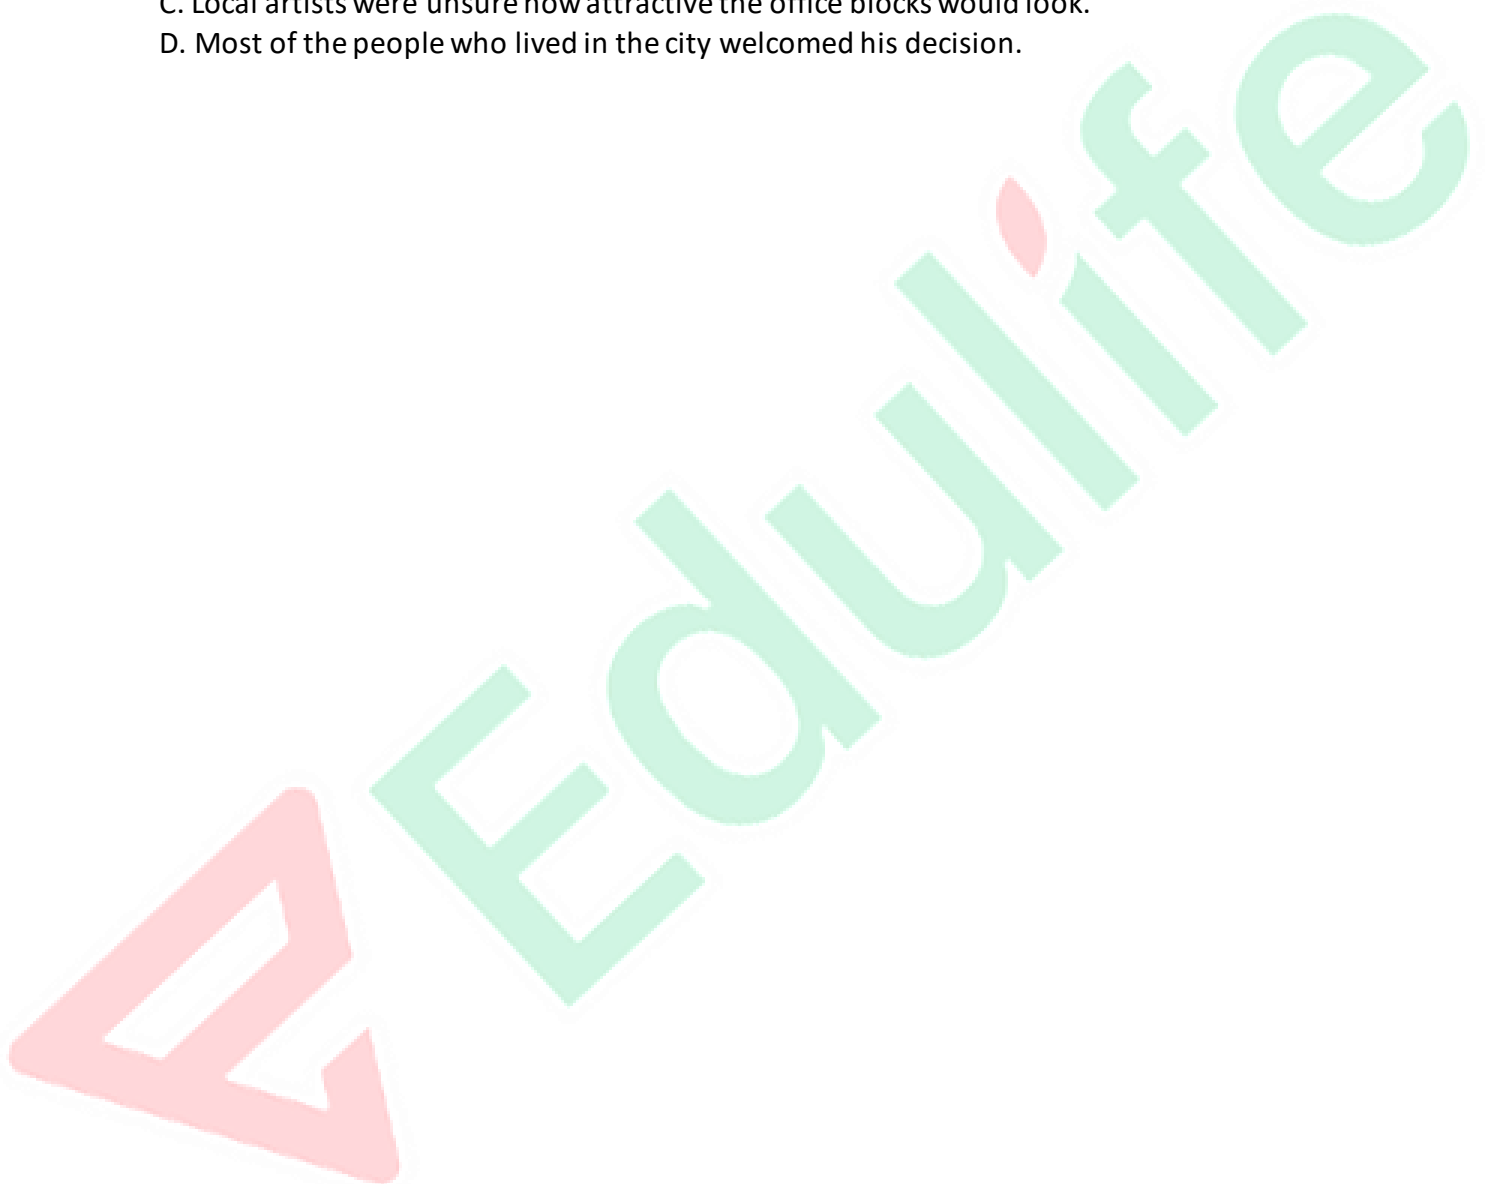 C. Local artists were unsure how attractive the office blocks would look.
D. Most of the people who lived in the city welcomed his decision.
Edulife